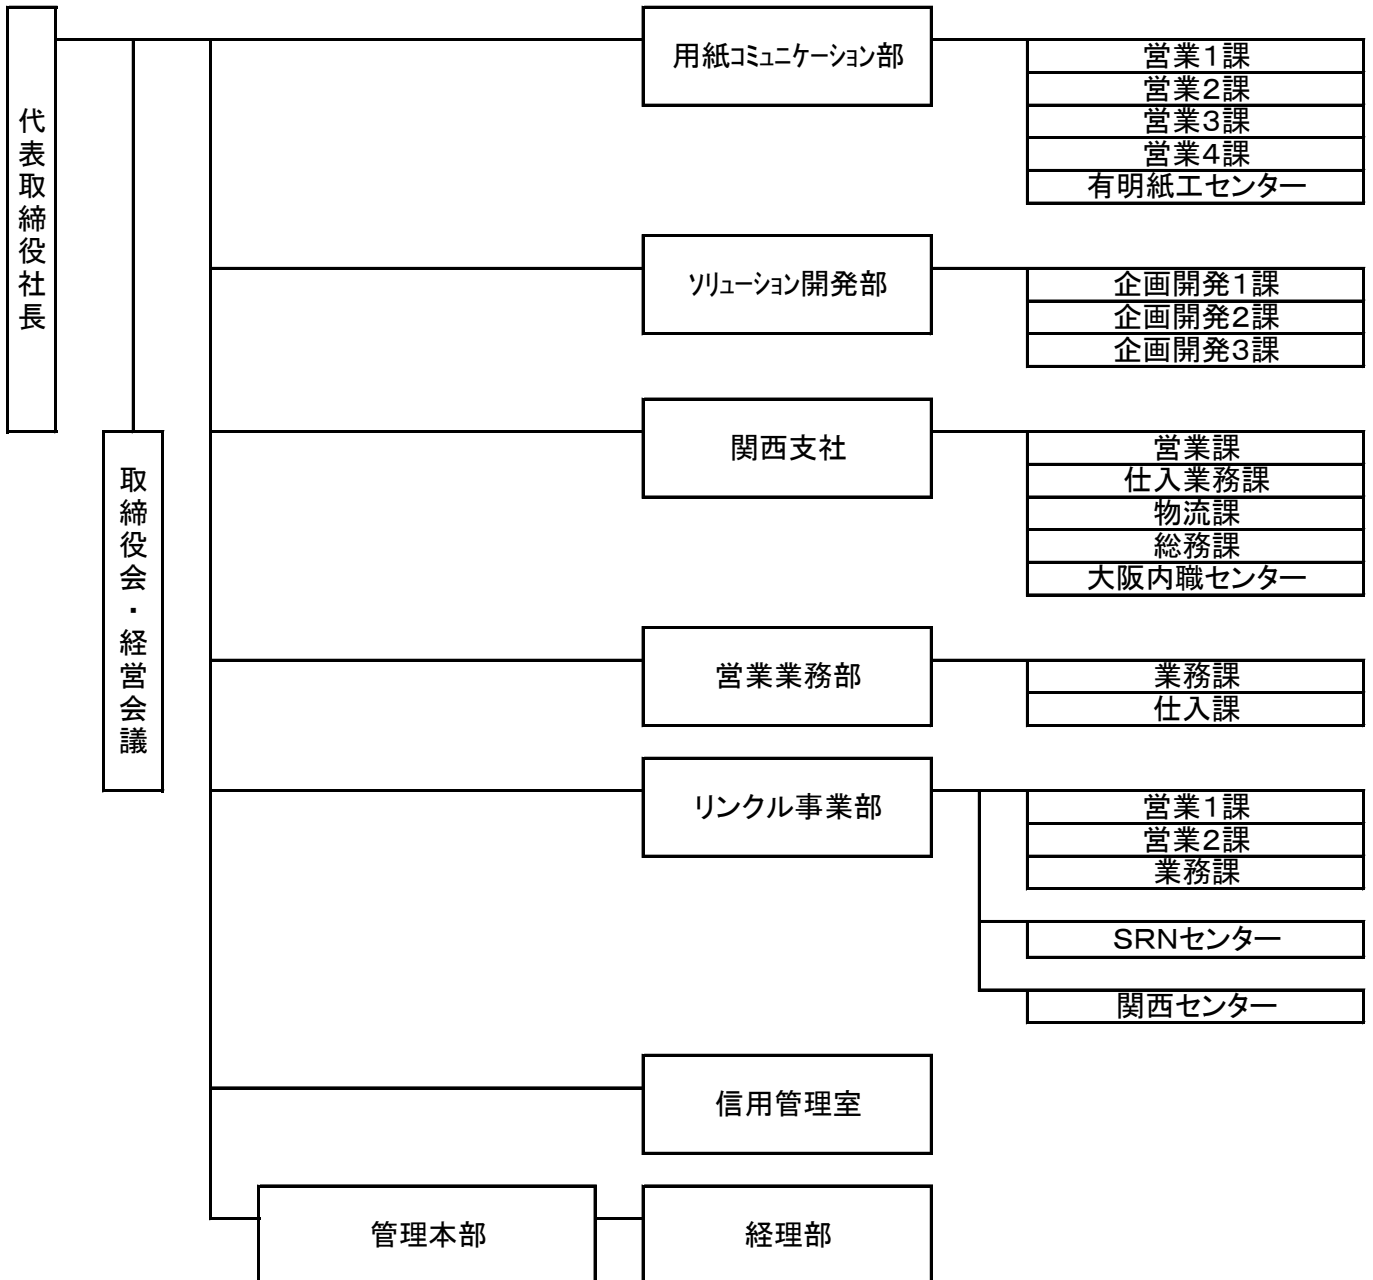 代表取締役社長
取締役会・経営会議
用紙ｺﾐｭﾆｹｰｼｮﾝ部
営業１課
営業２課
営業３課
営業４課
有明紙工センター
ｿﾘｭｰｼｮﾝ開発部
企画開発１課
企画開発２課
企画開発３課
関西支社
営業課
仕入業務課
物流課
総務課
大阪内職センター
営業業務部
業務課
仕入課
リンクル事業部
営業１課
営業２課
業務課
ＳＲＮセンター
関西センター
信用管理室
管理本部
経理部